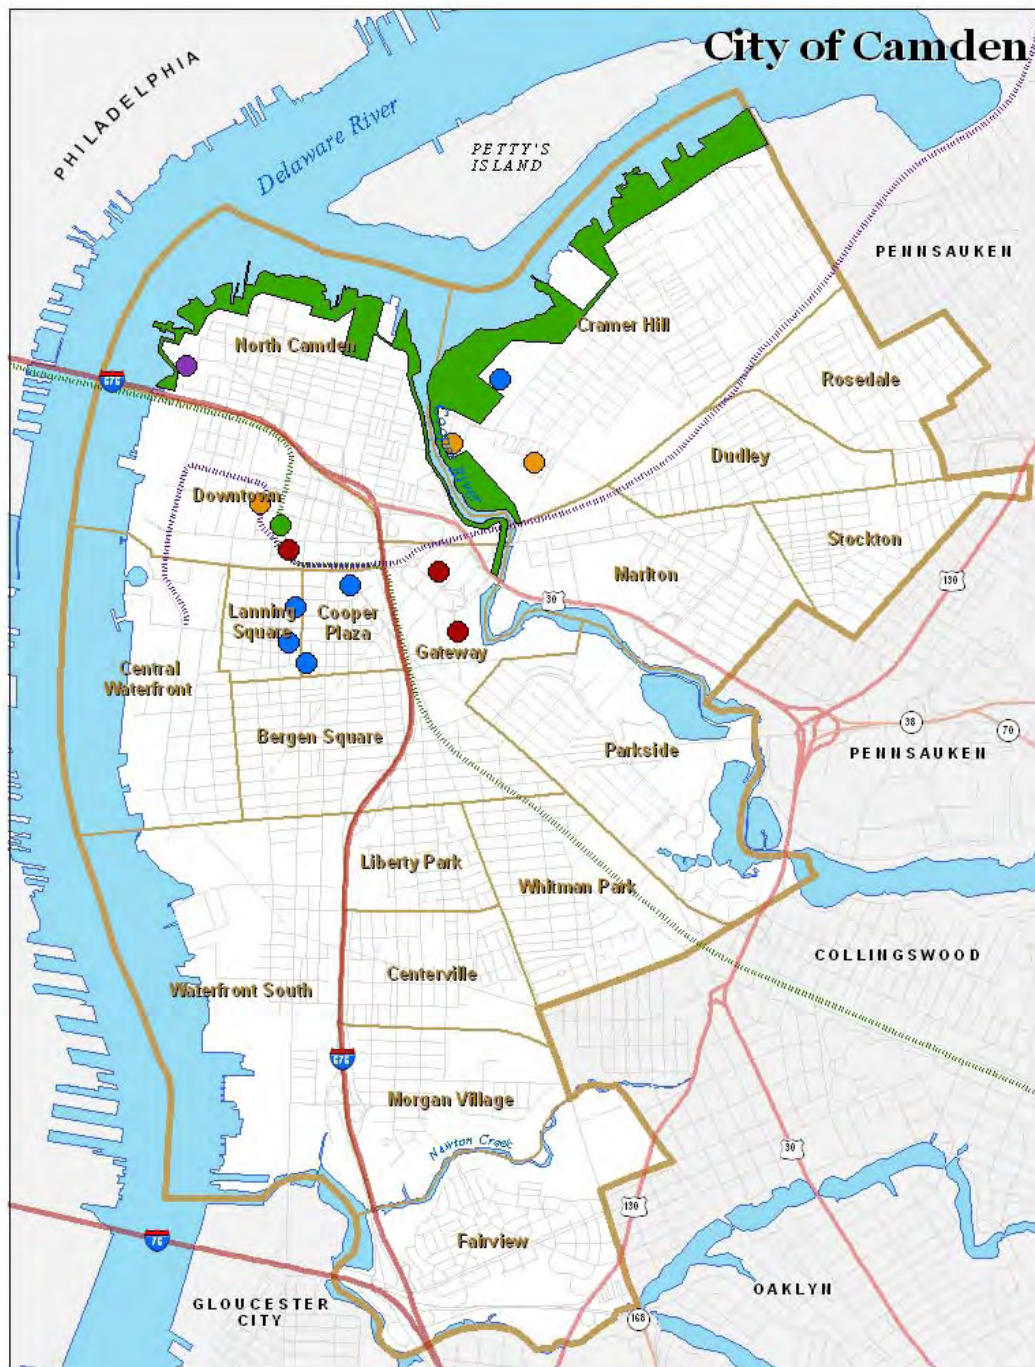 City of Camden
PHILADELPHIA
Delaware River
PETTY'S
ISLAND
PENNSAUKEN
Cramer Hill
North Camden
676
Rosedale
Cooper River
Dudley
Downtown
Stockton
Marlton
130
30
Lanning
Square
Cooper
Plaza
Gateway
Central
Waterfront
38
70
Bergen Square
Parkside
PENNSAUKEN
Liberty Park
Whitman Park
COLLINGSWOOD
Centerville
Waterfront South
676
Morgan Village
Newton Creek
30
130
76
Fairview
OAKLYN
GLOUCESTER
CITY
168